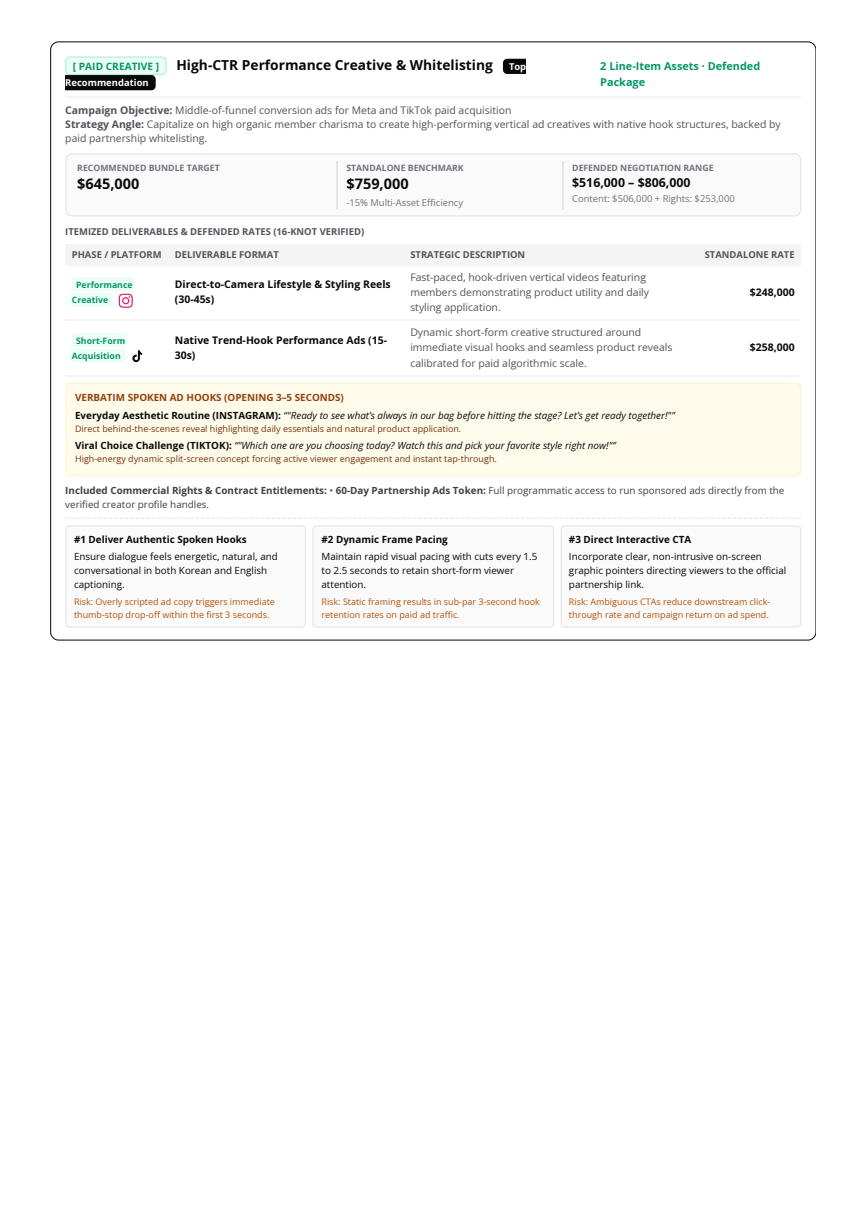 [ PAID CREATIVE ] High-CTR Performance Creative & Whitelisting Top
Recommendation
2 Line-Item Assets · Defended
Package
Campaign Objective: Middle-of-funnel conversion ads for Meta and TikTok paid acquisition
Strategy Angle: Capitalize on high organic member charisma to create high-performing vertical ad creatives with native hook structures, backed by
paid partnership whitelisting.
RECOMMENDED BUNDLE TARGET
$645,000
STANDALONE BENCHMARK
$759,000
-15% Multi-Asset Efficiency
DEFENDED NEGOTIATION RANGE
$516,000 – $806,000
Content: $506,000 + Rights: $253,000
ITEMIZED DELIVERABLES & DEFENDED RATES (16-KNOT VERIFIED)
PHASE / PLATFORM DELIVERABLE FORMAT STRATEGIC DESCRIPTION STANDALONE RATE
Performance
Creative
Direct-to-Camera Lifestyle & Styling Reels
(30-45s)
Fast-paced, hook-driven vertical videos featuring
members demonstrating product utility and daily
styling application.
$248,000
Short-Form
Acquisition
Native Trend-Hook Performance Ads (15-
30s)
Dynamic short-form creative structured around
immediate visual hooks and seamless product reveals
calibrated for paid algorithmic scale.
$258,000
VERBATIM SPOKEN AD HOOKS (OPENING 3–5 SECONDS)
Everyday Aesthetic Routine (INSTAGRAM): "“Ready to see what's always in our bag before hitting the stage? Let's get ready together!”"
Direct behind-the-scenes reveal highlighting daily essentials and natural product application.
Viral Choice Challenge (TIKTOK): "“Which one are you choosing today? Watch this and pick your favorite style right now!”"
High-energy dynamic split-screen concept forcing active viewer engagement and instant tap-through.
Included Commercial Rights & Contract Entitlements: • 60-Day Partnership Ads Token: Full programmatic access to run sponsored ads directly from the
verified creator profile handles.
#1 Deliver Authentic Spoken Hooks
Ensure dialogue feels energetic, natural, and
conversational in both Korean and English
captioning.
Risk: Overly scripted ad copy triggers immediate
thumb-stop drop-off within the first 3 seconds.
#2 Dynamic Frame Pacing
Maintain rapid visual pacing with cuts every 1.5
to 2.5 seconds to retain short-form viewer
attention.
Risk: Static framing results in sub-par 3-second hook
retention rates on paid ad traffic.
#3 Direct Interactive CTA
Incorporate clear, non-intrusive on-screen
graphic pointers directing viewers to the official
partnership link.
Risk: Ambiguous CTAs reduce downstream click-
through rate and campaign return on ad spend.